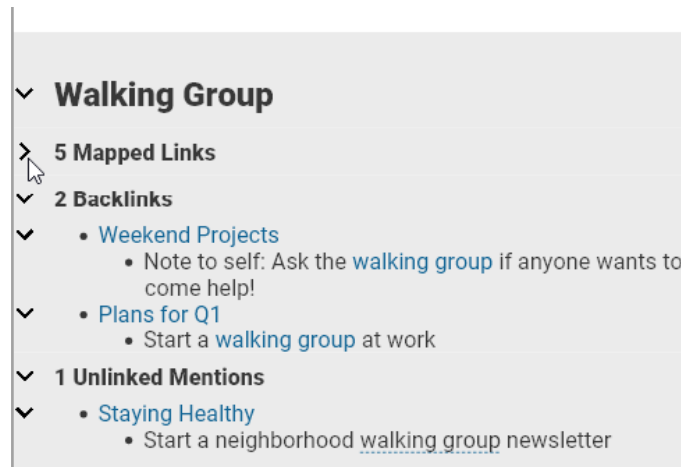 Walking Group
5 Mapped Links
2 Backlinks
Weekend Projects
Note to self: Ask the walking group if anyone wants to
come help!
Plans for Q1
Start a walking group at work
1 Unlinked Mentions
Staying Healthy
Start a neighborhood walking group newsletter